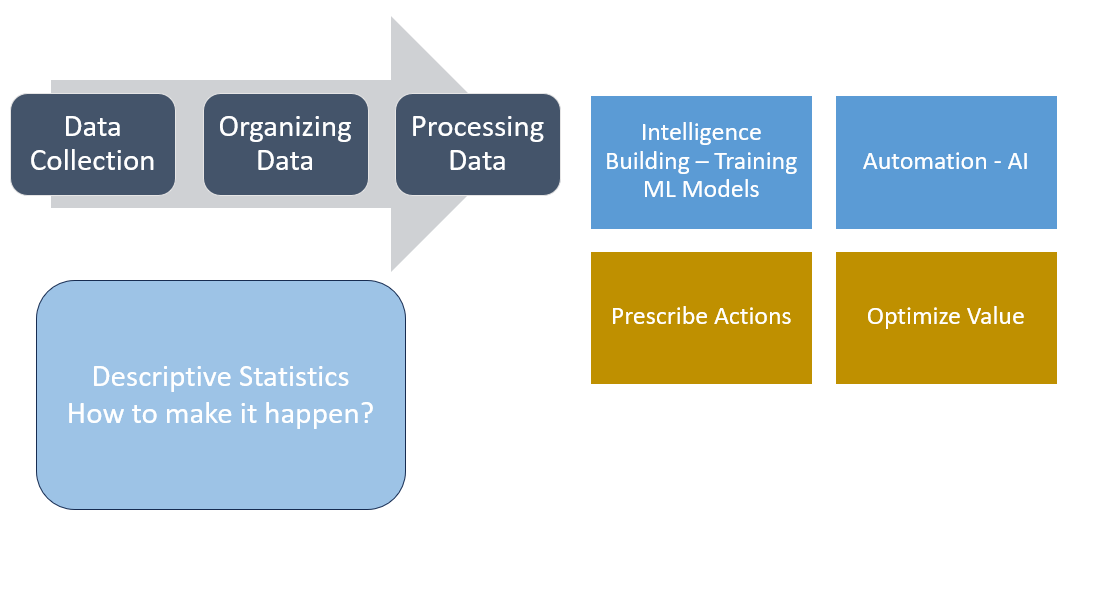 Data
Collection
Organizing
Data
Processing
Data
Intelligence
Building – Training
ML Models
Automation - AI
Prescribe Actions
Optimize Value
Descriptive Statistics
How to make it happen?